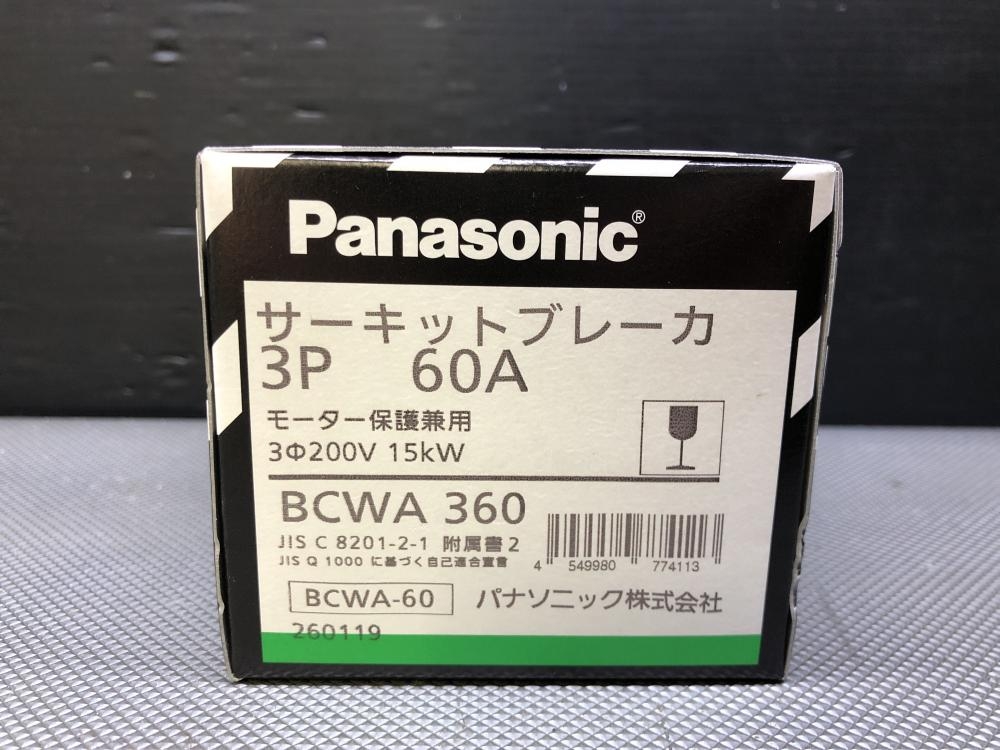 Panasonic®
サーキットブレーカ
3P 60A
モーター保護兼用
3Φ200V 15kW
BCWA 360
JIS C 8201-2-1 附属書2
JIS Q 1000 に基づく自己適合宣言
4 549980 774113
BCWA-60 パナソニック株式会社
260119